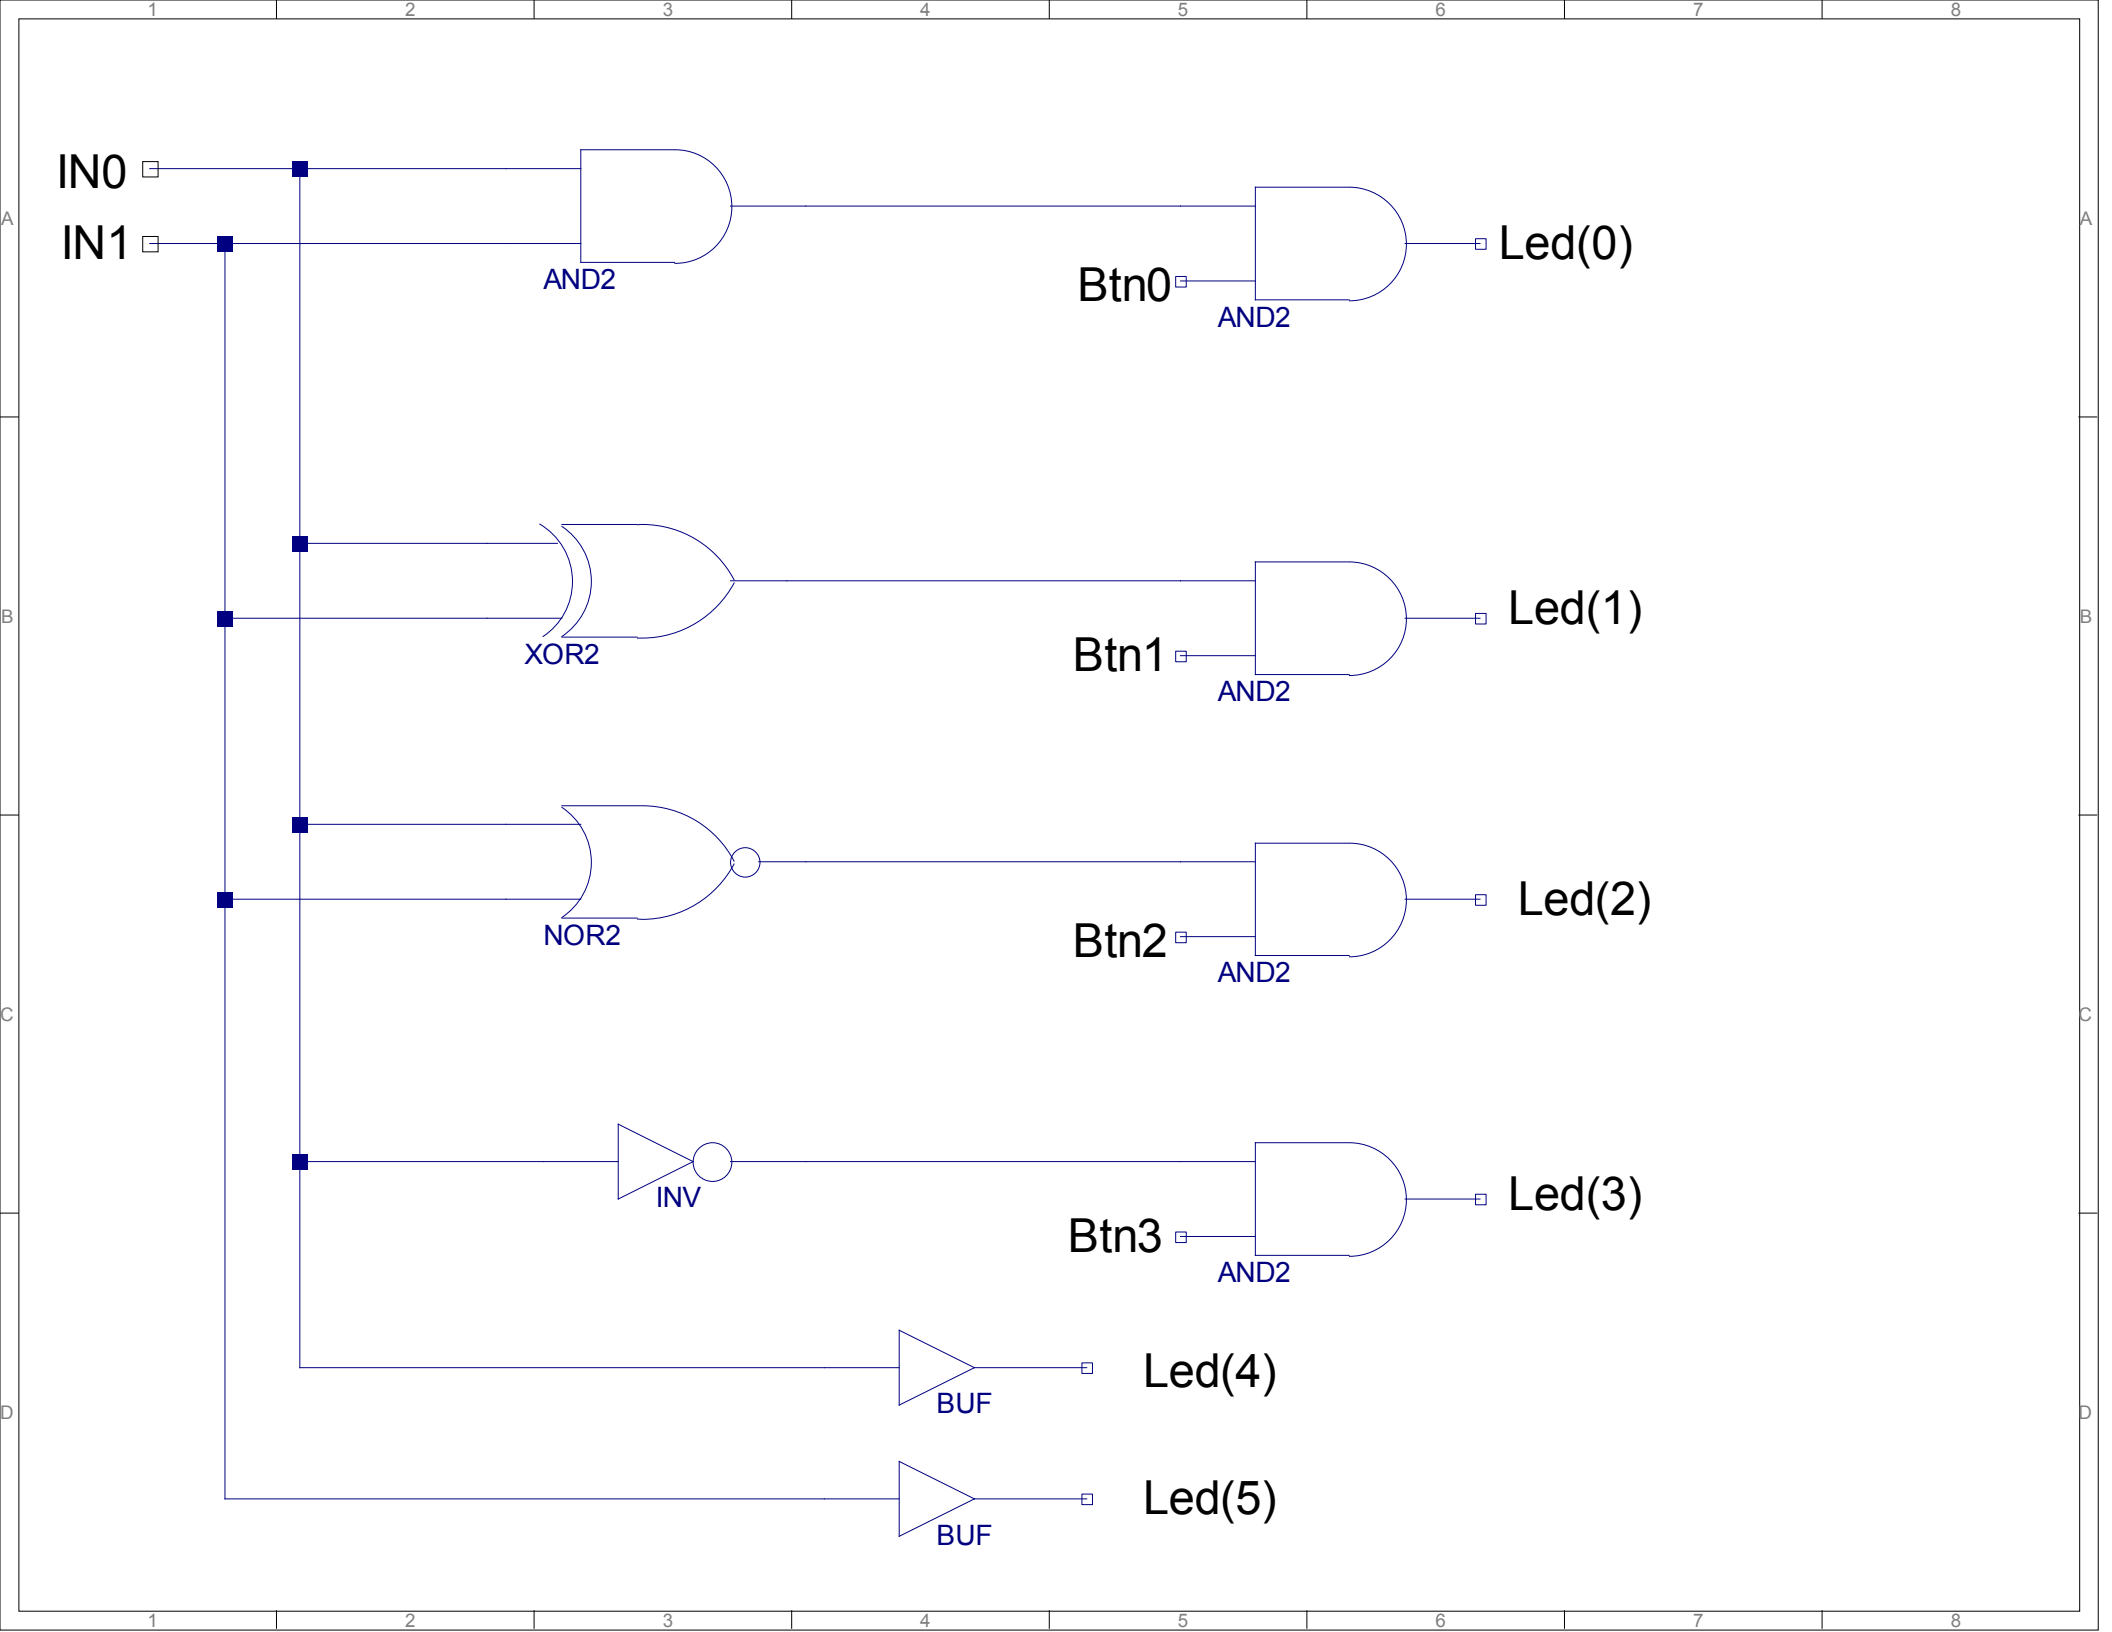 1 2 3 4 5 6 7 8
IN0
A A
IN1 Led(0)
AND2
Btn0
AND2
Led(1)
B B
XOR2 Btn1
AND2
Led(2)
NOR2 Btn2
AND2
C C
INV Led(3)
Btn3
AND2
Led(4)
BUF
D D
Led(5)
BUF
1 2 3 4 5 6 7 8